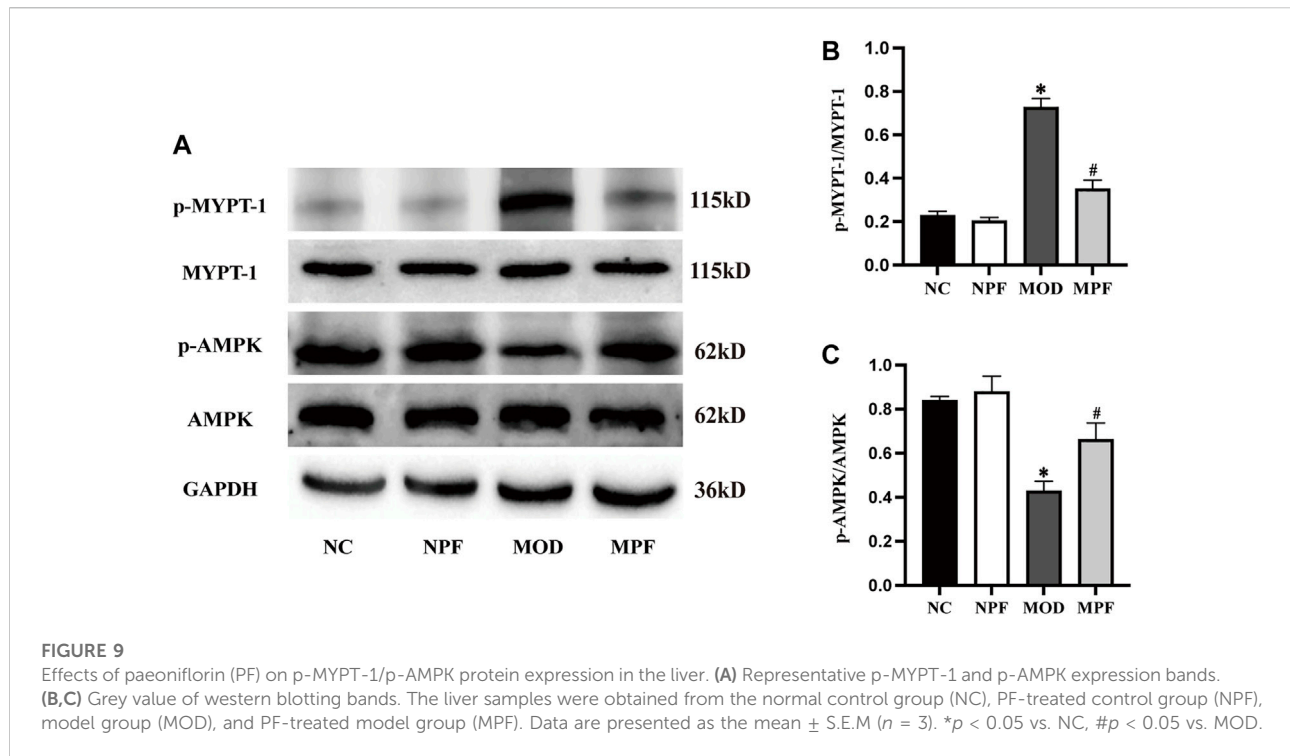 A
p-MYPT-1
115kD
MYPT-1
115kD
p-AMPK
62kD
AMPK
62kD
GAPDH
36kD
NC NPF MOD MPF
B
p-MYPT-1/MYPT-1
1.0
0.8
0.6
0.4
0.2
0.0
*
#
NC NPF MOD MPF
C
p-AMPK/AMPK
1.0
0.8
0.6
0.4
0.2
0.0
*
#
NC NPF MOD MPF
FIGURE 9
Effects of paeoniflorin (PF) on p-MYPT-1/p-AMPK protein expression in the liver. (A) Representative p-MYPT-1 and p-AMPK expression bands.
(B,C) Grey value of western blotting bands. The liver samples were obtained from the normal control group (NC), PF-treated control group (NPF),
model group (MOD), and PF-treated model group (MPF). Data are presented as the mean ± S.E.M (n = 3). *p < 0.05 vs. NC, #p < 0.05 vs. MOD.